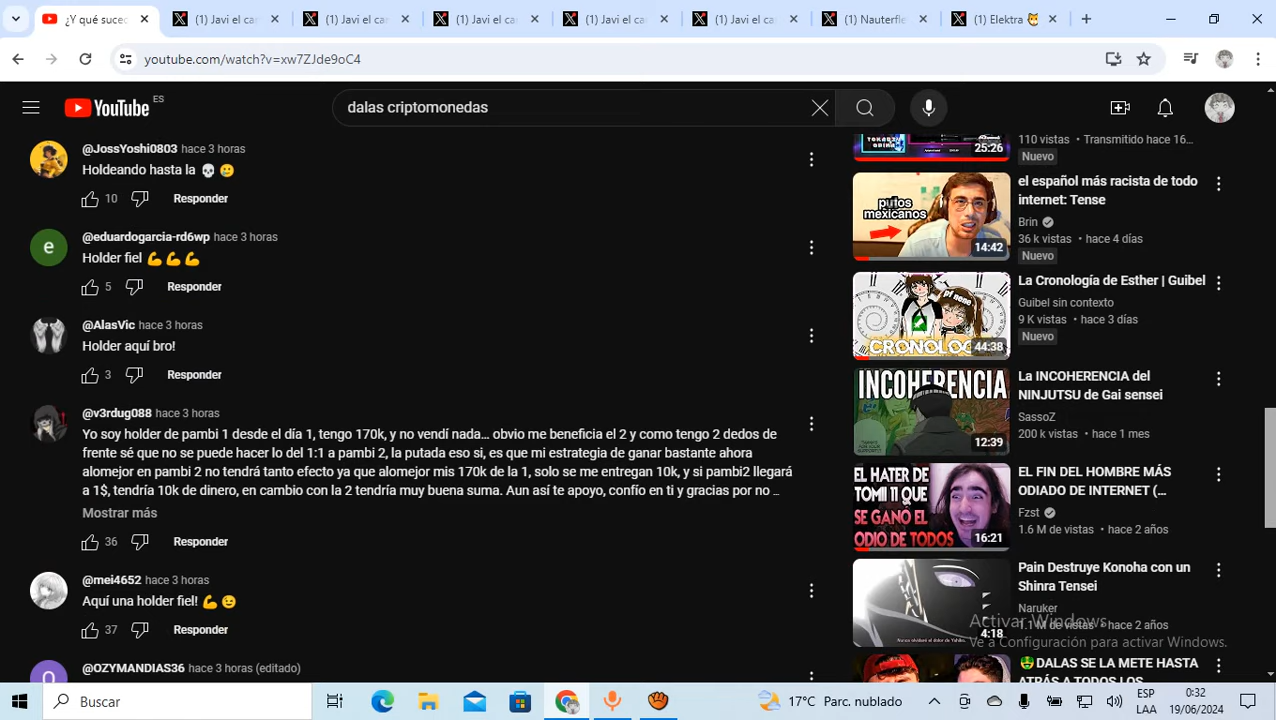 ¿Y qué suced
(1) Javi el car
(1) Javi el car
(1) Javi el car
(1) Javi el car
(1) Javi el car
(1) Nauterfle
(1) Elektra
youtube.com/watch?v=xw7ZJde9oC4
YouTube ES
dalas criptomonedas
@JossYoshi0803 hace 3 horas
Holdeando hasta la 💀🥲
10 Responder
e
@eduardogarcia-rd6wp hace 3 horas
Holder fiel 💪💪💪
5 Responder
@AlasVic hace 3 horas
Holder aquí bro!
3 Responder
@v3rdug088 hace 3 horas
Yo soy holder de pambi 1 desde el día 1, tengo 170k, y no vendí nada... obvio me beneficia el 2 y como tengo 2 dedos de
frente sé que no se puede hacer lo del 1:1 a pambi 2, la putada eso si, es que mi estrategia de ganar bastante ahora
alomejor en pambi 2 no tendrá tanto efecto ya que alomejor mis 170k de la 1, solo se me entregan 10k, y si pambi2 llegará
a 1$, tendría 10k de dinero, en cambio con la 2 tendría muy buena suma. Aun así te apoyo, confío en ti y gracias por no ...
Mostrar más
36 Responder
@mei4652 hace 3 horas
Aquí una holder fiel! 💪😉
37 Responder
@OZYMANDIAS36 hace 3 horas (editado)
25:26
110 vistas • Transmitido hace 16...
Nuevo
putos
mexicanos
14:42
el español más racista de todo
internet: Tense
Brin
36 k vistas • hace 4 días
Nuevo
CRONOLOG
44:38
La Cronología de Esther | Guibel
Guibel sin contexto
9 K vistas • hace 3 días
Nuevo
INCOHERENCIA
12:39
La INCOHERENCIA del
NINJUTSU de Gai sensei
SassoZ
200 k vistas • hace 1 mes
EL HATER DE
TOMII 11 QUE
SE GANÓ EL
ODIO DE TODOS
16:21
EL FIN DEL HOMBRE MÁS
ODIADO DE INTERNET (...
Fzst
1.6 M de vistas • hace 2 años
4:18
Pain Destruye Konoha con un
Shinra Tensei
Naruker
1.1 M de vistas • hace 2 años
🤑DALAS SE LA METE HASTA
ATRÁS A TODOS LOS
Activar Windows
Ve a Configuración para activar Windows.
Buscar
17°C Parc. nublado
ESP
LAA
0:32
19/06/2024